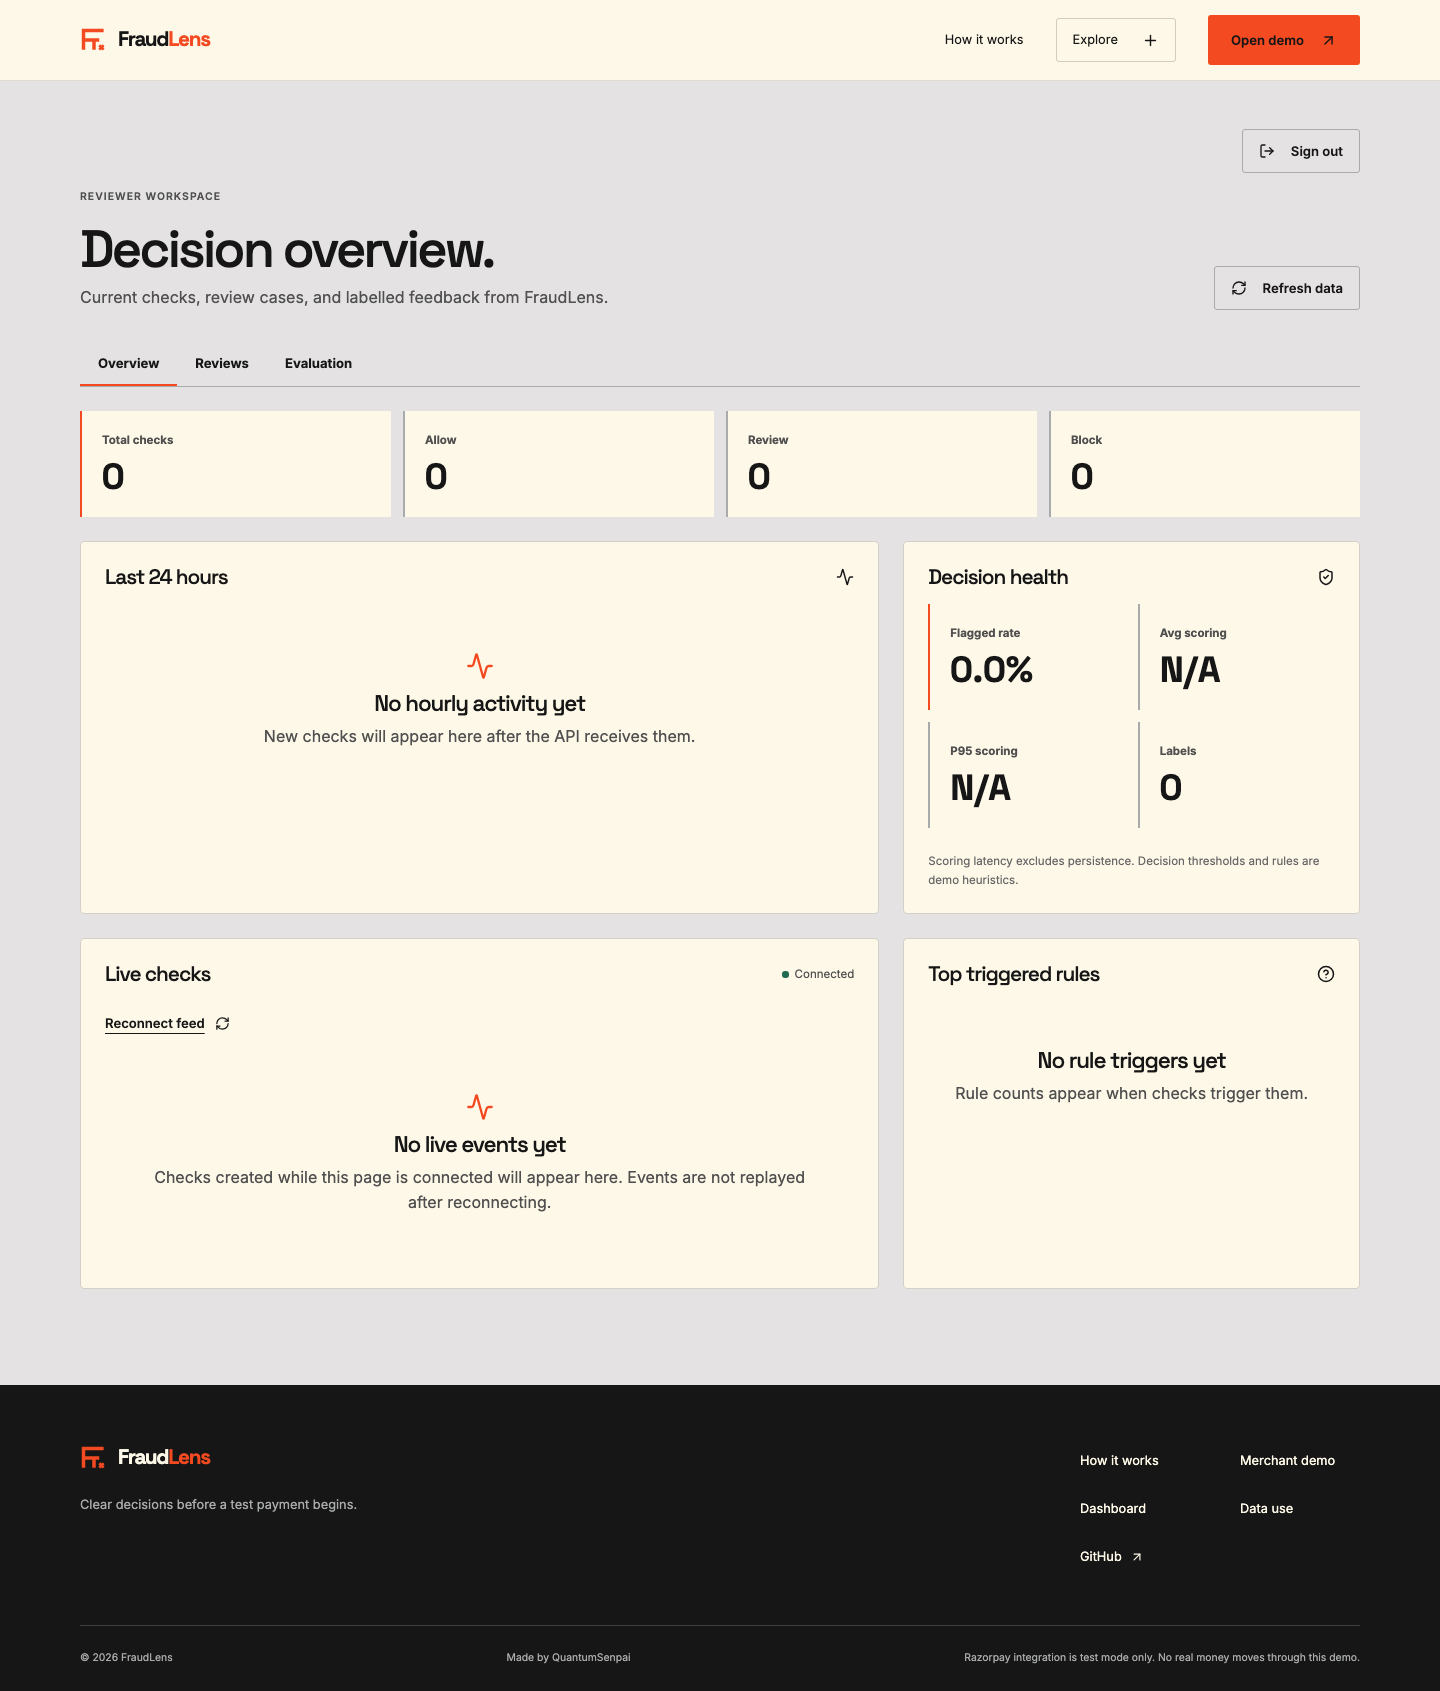 FraudLens
How it works
Explore
Open demo
Sign out
REVIEWER WORKSPACE
Decision overview.
Current checks, review cases, and labelled feedback from FraudLens.
Refresh data
Overview
Reviews
Evaluation
Total checks
0
Allow
0
Review
0
Block
0
Last 24 hours
No hourly activity yet
New checks will appear here after the API receives them.
Decision health
Flagged rate
0.0%
Avg scoring
N/A
P95 scoring
N/A
Labels
0
Scoring latency excludes persistence. Decision thresholds and rules are
demo heuristics.
Live checks
Connected
Reconnect feed
No live events yet
Checks created while this page is connected will appear here. Events are not replayed
after reconnecting.
Top triggered rules
No rule triggers yet
Rule counts appear when checks trigger them.
FraudLens
Clear decisions before a test payment begins.
How it works
Merchant demo
Dashboard
Data use
GitHub
© 2026 FraudLens
Made by QuantumSenpai
Razorpay integration is test mode only. No real money moves through this demo.